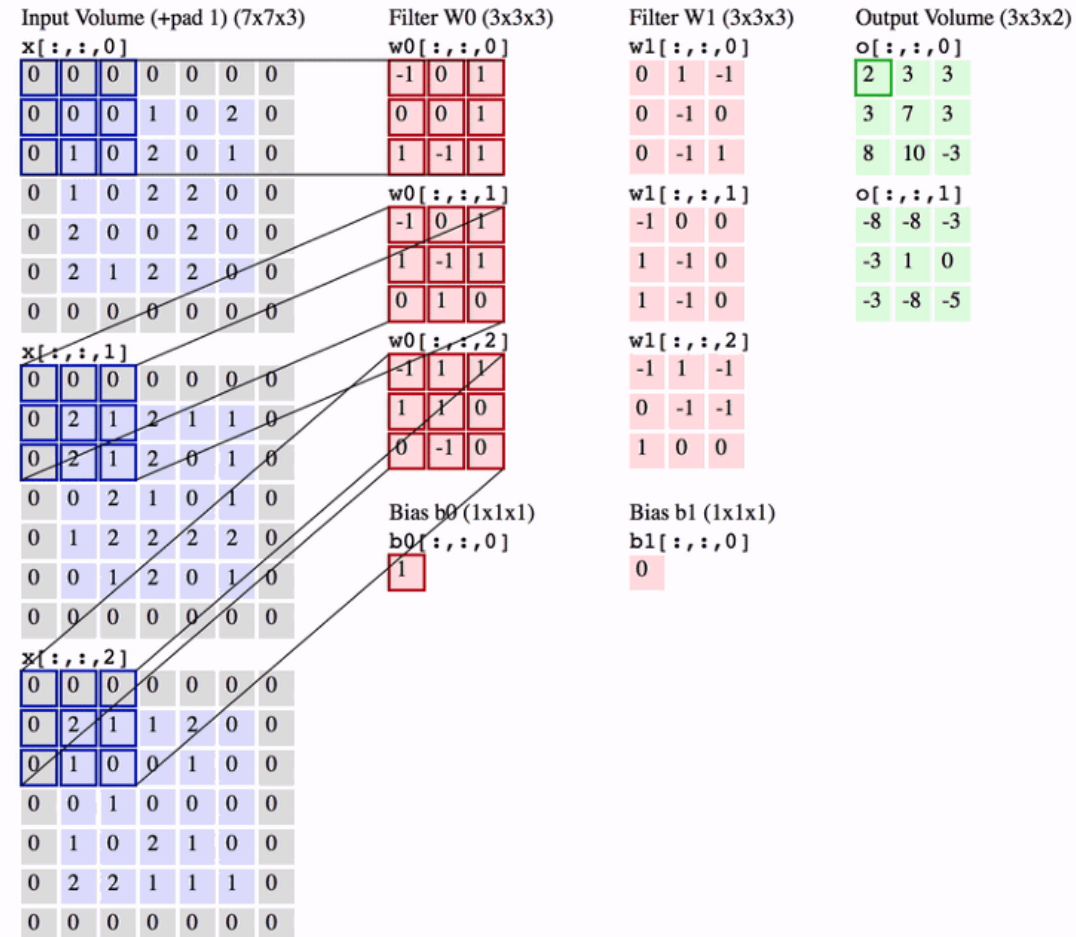 Input Volume (+pad 1) (7x7x3)
x[:,:,0]
0 0 0 0 0 0 0
0 0 0 1 0 2 0
0 1 0 2 0 1 0
0 1 0 2 2 0 0
0 2 0 0 2 0 0
0 2 1 2 2 0 0
0 0 0 0 0 0 0
x[:,:,1]
0 0 0 0 0 0 0
0 2 1 2 1 1 0
0 2 1 2 0 1 0
0 0 2 1 0 1 0
0 1 2 2 2 2 0
0 0 1 2 0 1 0
0 0 0 0 0 0 0
x[:,:,2]
0 0 0 0 0 0 0
0 2 1 1 2 0 0
0 1 0 0 1 0 0
0 0 1 0 0 0 0
0 1 0 2 1 0 0
0 2 2 1 1 1 0
0 0 0 0 0 0 0
Filter W0 (3x3x3)
w0[:,:,0]
-1 0 1
0 0 1
1 -1 1
w0[:,:,1]
-1 0 1
1 -1 1
0 1 0
w0[:,:,2]
-1 1 1
1 1 0
0 -1 0
Bias b0 (1x1x1)
b0[:,:,0]
1
Filter W1 (3x3x3)
w1[:,:,0]
0 1 -1
0 -1 0
0 -1 1
w1[:,:,1]
-1 0 0
1 -1 0
1 -1 0
w1[:,:,2]
-1 1 -1
0 -1 -1
1 0 0
Bias b1 (1x1x1)
b1[:,:,0]
0
Output Volume (3x3x2)
o[:,:,0]
2 3 3
3 7 3
8 10 -3
o[:,:,1]
-8 -8 -3
-3 1 0
-3 -8 -5